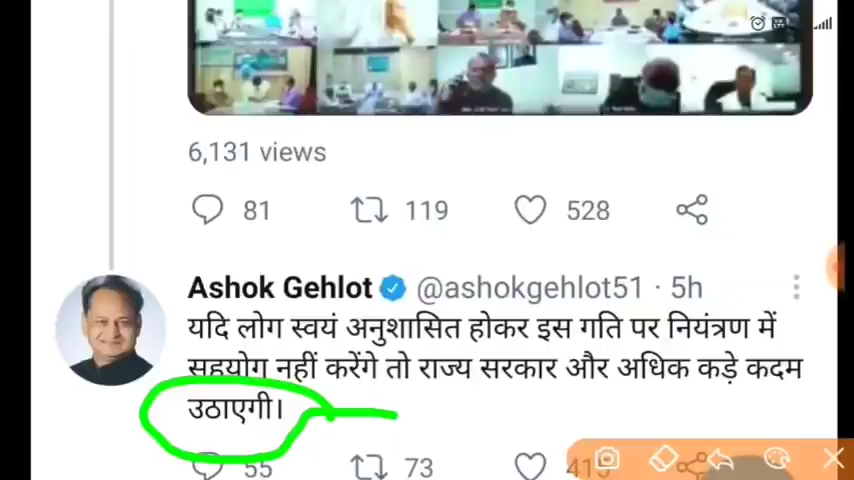 6,131 views
81 119 528
Ashok Gehlot @ashokgehlot51 · 5h
यदि लोग स्वयं अनुशासित होकर इस गति पर नियंत्रण में
सहयोग नहीं करेंगे तो राज्य सरकार और अधिक कड़े कदम
उठाएगी।
55 73 415